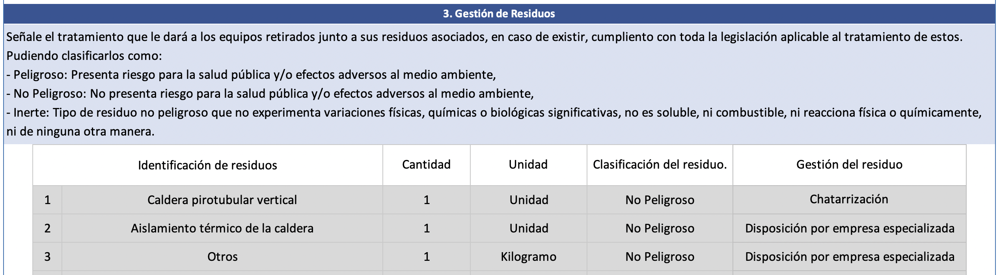 3. Gestión de Residuos
Señale el tratamiento que le dará a los equipos retirados junto a sus residuos asociados, en caso de existir, cumpliento con toda la legislación aplicable al tratamiento de estos.
Pudiendo clasificarlos como:
- Peligroso: Presenta riesgo para la salud pública y/o efectos adversos al medio ambiente,
- No Peligroso: No presenta riesgo para la salud pública y/o efectos adversos al medio ambiente,
- Inerte: Tipo de residuo no peligroso que no experimenta variaciones físicas, químicas o biológicas significativas, no es soluble, ni combustible, ni reacciona física o químicamente,
ni de ninguna otra manera.
Identificación de residuos Cantidad Unidad Clasificación del residuo. Gestión del residuo
1 Caldera pirotubular vertical 1 Unidad No Peligroso Chatarrización
2 Aislamiento térmico de la caldera 1 Unidad No Peligroso Disposición por empresa especializada
3 Otros 1 Kilogramo No Peligroso Disposición por empresa especializada